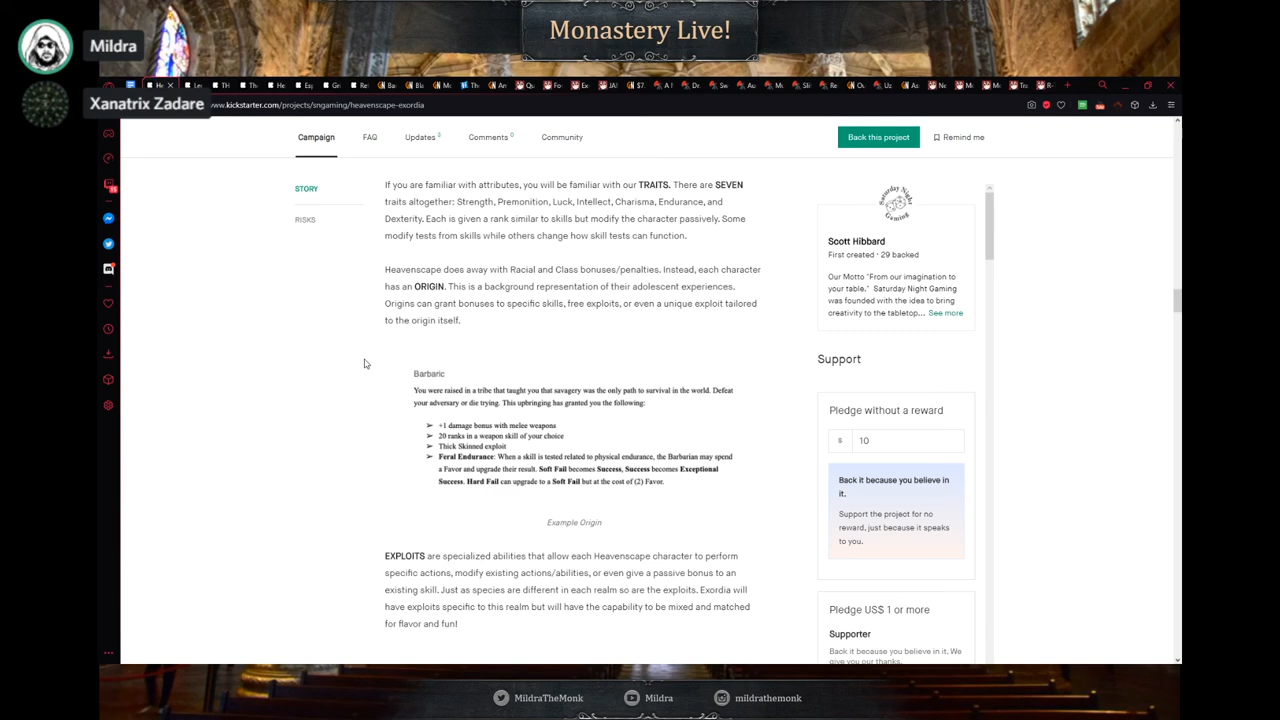 Monastery Live!
Mildra
Xanatrix Zadare
www.kickstarter.com/projects/sngaming/heavenscape-exordia
Campaign
FAQ
Updates 3
Comments 0
Community
Back this project
Remind me
STORY
RISKS
If you are familiar with attributes, you will be familiar with our TRAITS. There are SEVEN
traits altogether: Strength, Premonition, Luck, Intellect, Charisma, Endurance, and
Dexterity. Each is given a rank similar to skills but modify the character passively. Some
modify tests from skills while others change how skill tests can function.
Heavenscape does away with Racial and Class bonuses/penalties. Instead, each character
has an ORIGIN. This is a background representation of their adolescent experiences.
Origins can grant bonuses to specific skills, free exploits, or even a unique exploit tailored
to the origin itself.
Barbaric
You were raised in a tribe that taught you that savagery was the only path to survival in the world. Defeat
your adversary or die trying. This upbringing has granted you the following:
➢ +1 damage bonus with melee weapons
➢ 20 ranks in a weapon skill of your choice
➢ Thick Skinned exploit
➢ Feral Endurance: When a skill is tested related to physical endurance, the Barbarian may spend
a Favor and upgrade their result. Soft Fail becomes Success, Success becomes Exceptional
Success. Hard Fail can upgrade to a Soft Fail but at the cost of (2) Favor.
Example Origin
EXPLOITS are specialized abilities that allow each Heavenscape character to perform
specific actions, modify existing actions/abilities, or even give a passive bonus to an
existing skill. Just as species are different in each realm so are the exploits. Exordia will
have exploits specific to this realm but will have the capability to be mixed and matched
for flavor and fun!
Saturday Night
Gaming
Scott Hibbard
First created · 29 backed
Our Motto "From our imagination to
your table." Saturday Night Gaming
was founded with the idea to bring
creativity to the tabletop... See more
Support
Pledge without a reward
$ 10
Back it because you believe in
it.
Support the project for no
reward, just because it speaks
to you.
Pledge US$ 1 or more
Supporter
Back it because you believe in it. We
give you our thanks.
MildraTheMonk
Mildra
mildrathemonk